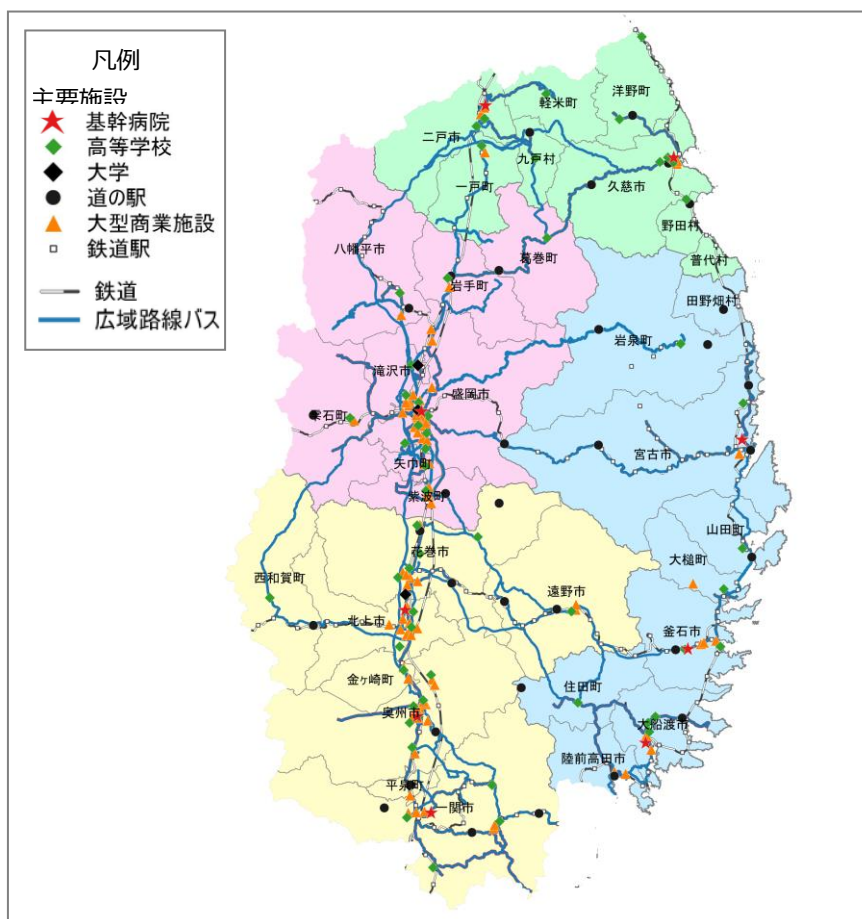 凡例
主要施設
基幹病院
高等学校
大学
道の駅
大型商業施設
鉄道駅
鉄道
広域路線バス
洋野町
軽米町
二戸市
九戸村
一戸町
久慈市
野田村
普代村
八幡平市
葛巻町
岩手町
田野畑村
岩泉町
滝沢市
盛岡市
雫石町
宮古市
矢巾町
紫波町
山田町
大槌町
花巻市
西和賀町
遠野市
北上市
釜石市
金ヶ崎町
住田町
奥州市
大船渡市
陸前高田市
平泉町
一関市